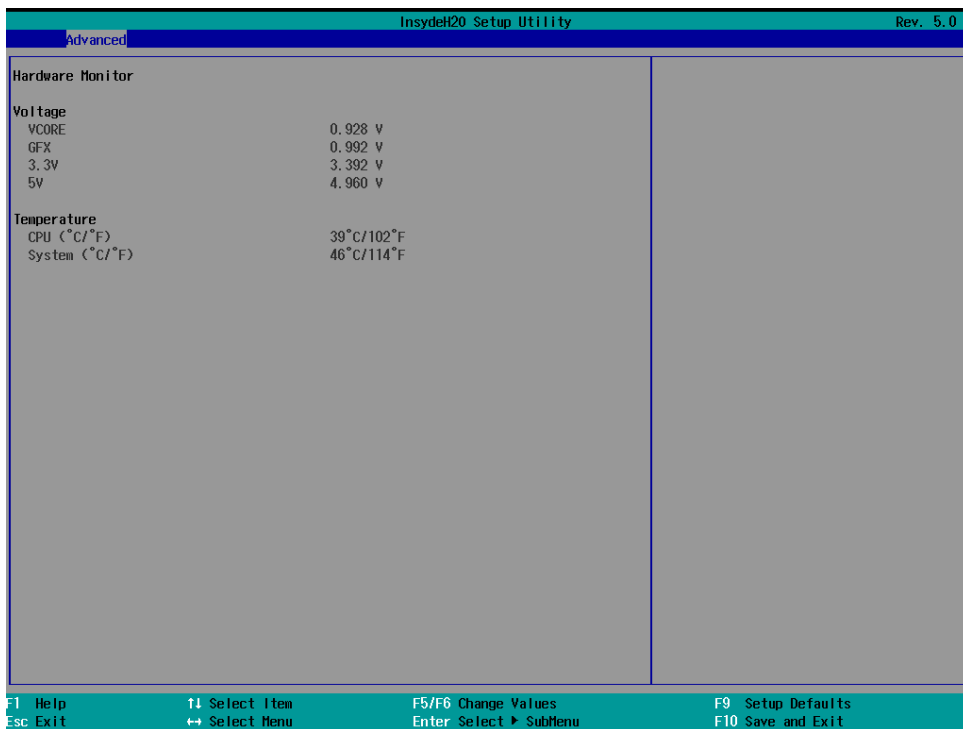 InsydeH20 Setup Utility Rev. 5.0
Advanced
Hardware Monitor
Voltage
VCORE 0.928 V
GFX 0.992 V
3.3V 3.392 V
5V 4.960 V
Temperature
CPU (°C/°F) 39°C/102°F
System (°C/°F) 46°C/114°F
F1 Help ↑↓ Select Item F5/F6 Change Values F9 Setup Defaults
Esc Exit ↔ Select Menu Enter Select ▶ SubMenu F10 Save and Exit